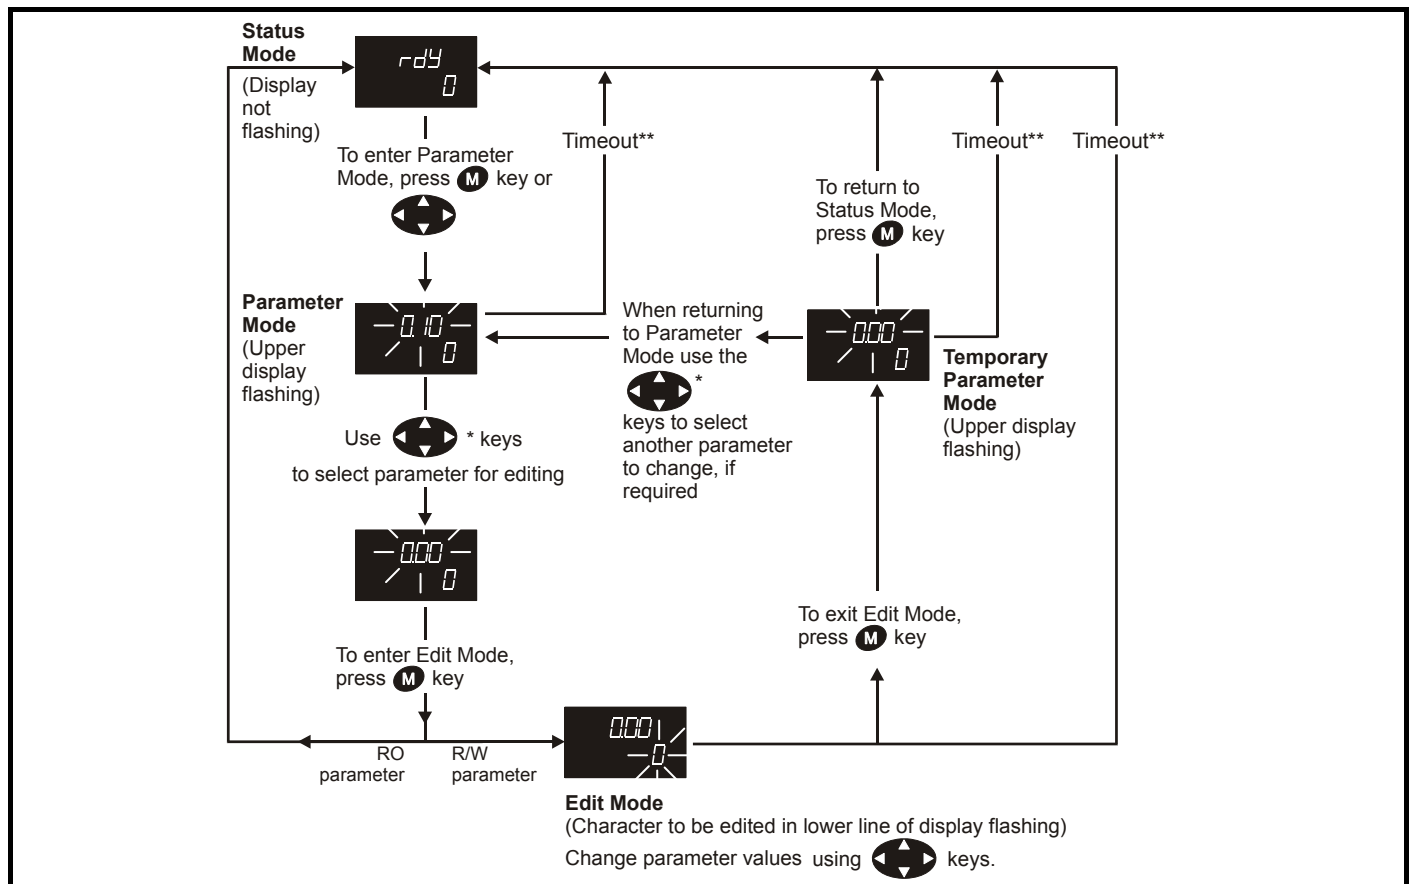 Status
Mode
(Display
not
flashing)
rdY
0
To enter Parameter
Mode, press M key or
Timeout**
Timeout**
Timeout**
To return to
Status Mode,
press M key
Parameter
Mode
(Upper
display
flashing)
0.10
0
When returning
to Parameter
Mode use the
*
keys to select
another parameter
to change, if
required
0.00
0
Temporary
Parameter
Mode
(Upper display
flashing)
Use * keys
to select parameter for editing
0.00
0
To enter Edit Mode,
press M key
To exit Edit Mode,
press M key
RO
parameter
R/W
parameter
0.00
0
Edit Mode
(Character to be edited in lower line of display flashing)
Change parameter values using keys.